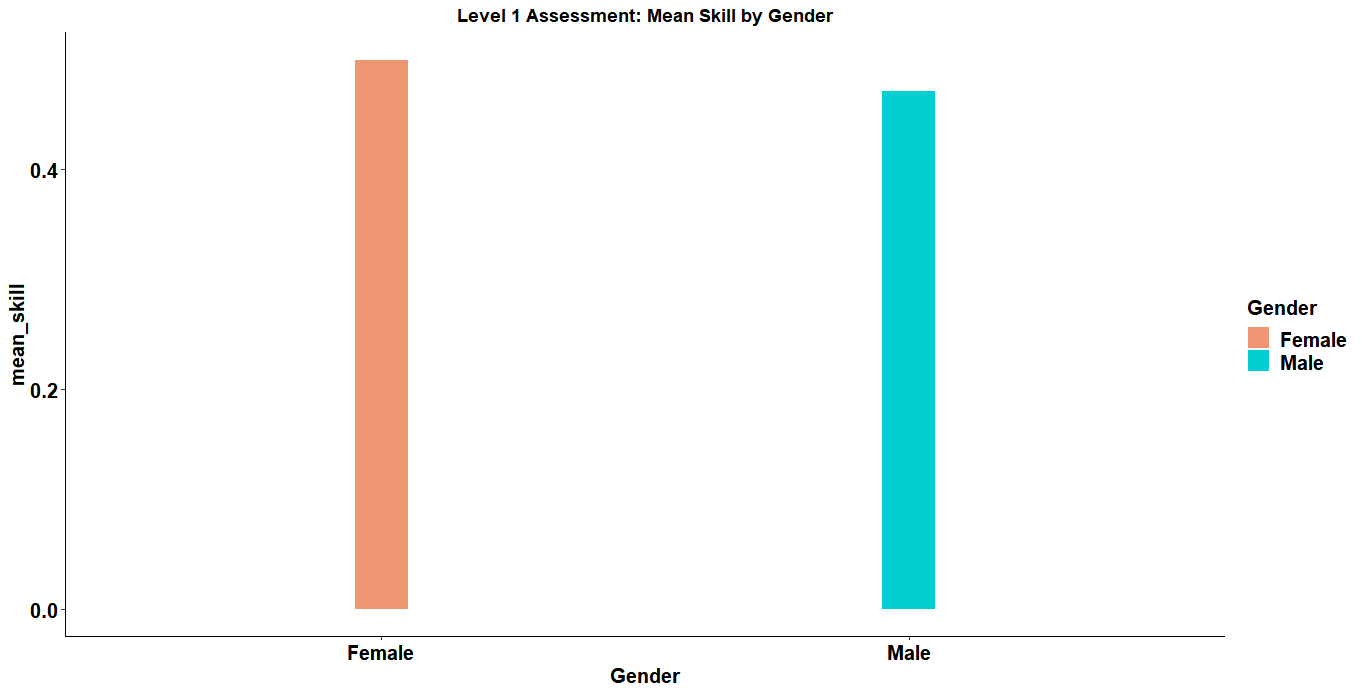 Level 1 Assessment: Mean Skill by Gender
mean_skill
0.4
0.2
0.0
Female
Male
Gender
Gender
Female
Male